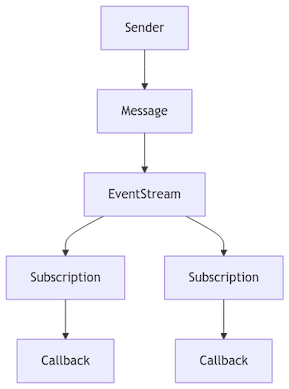 Sender
Message
EventStream
Subscription
Subscription
Callback
Callback